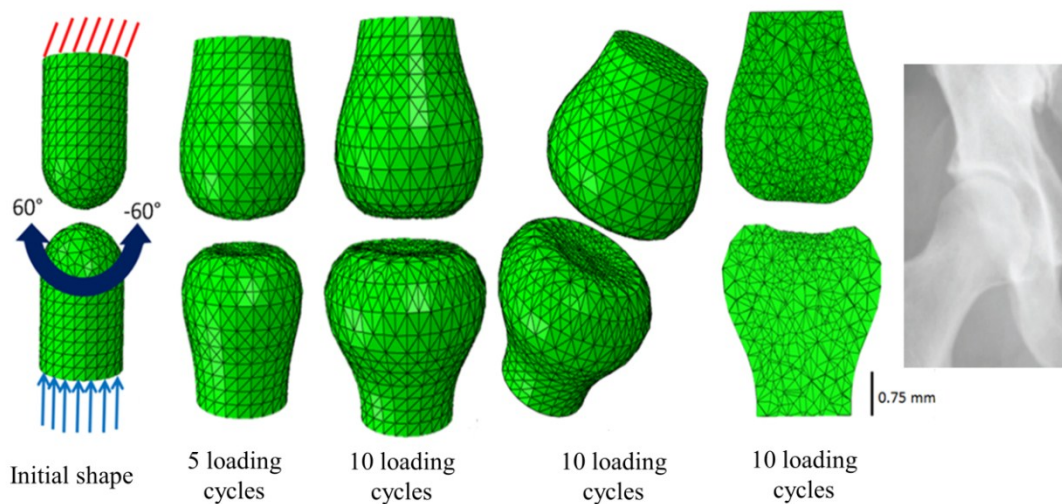 60°
-60°
0.75 mm
Initial shape
5 loading
cycles
10 loading
cycles
10 loading
cycles
10 loading
cycles